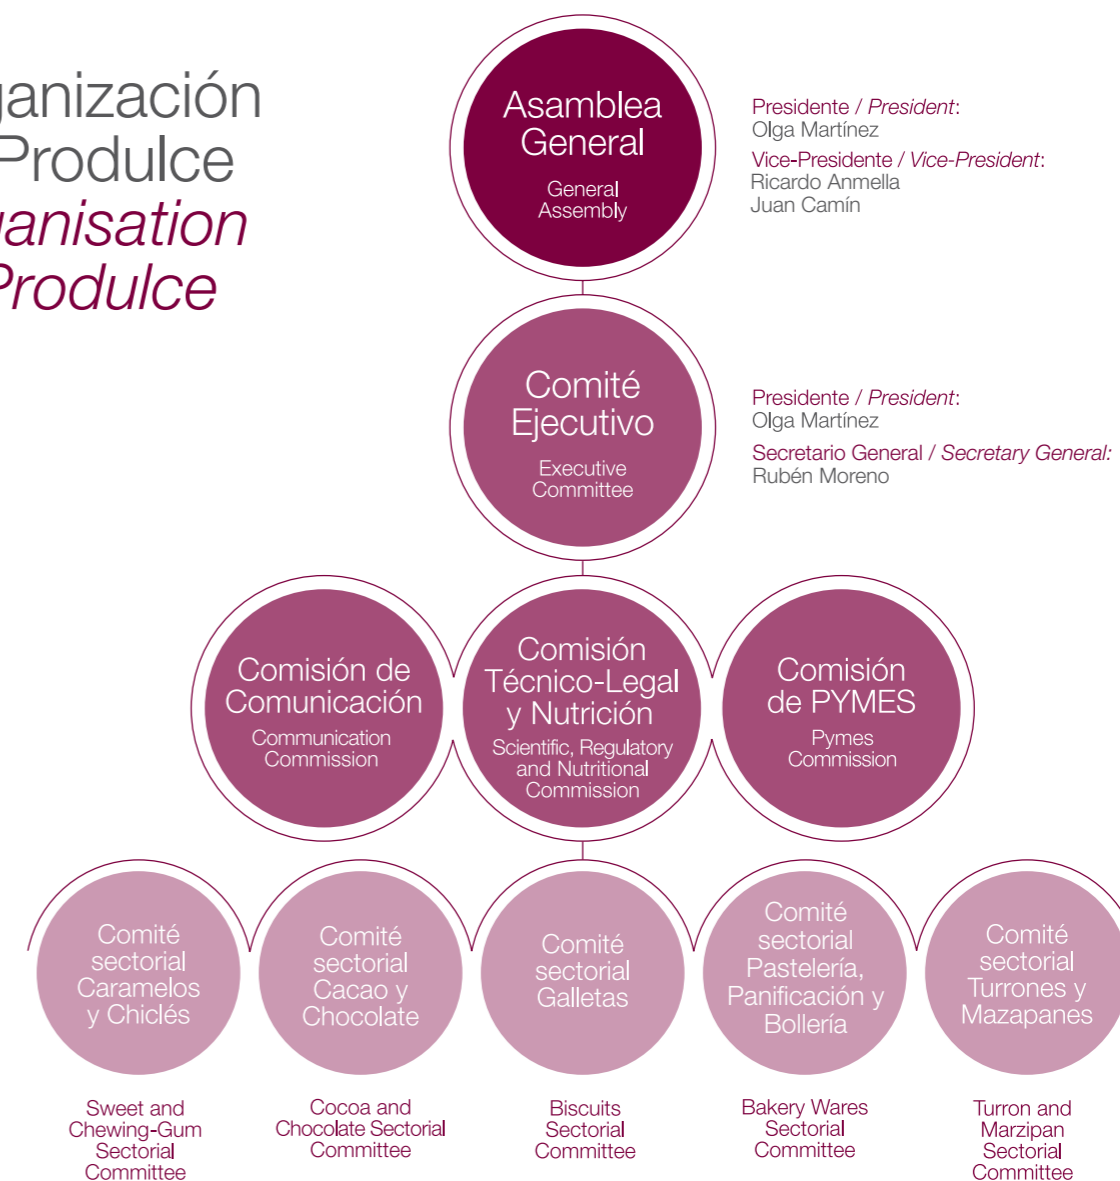 ganización
Produlce
ganisation
Produlce
Asamblea
General
General
Assembly
Presidente / President:
Olga Martínez
Vice-Presidente / Vice-President:
Ricardo Anmella
Juan Camín
Comité
Ejecutivo
Executive
Committee
Presidente / President:
Olga Martínez
Secretario General / Secretary General:
Rubén Moreno
Comisión de
Comunicación
Communication
Commission
Comisión
Técnico-Legal
y Nutrición
Scientific, Regulatory
and Nutritional
Commission
Comisión
de PYMES
Pymes
Commission
Comité
sectorial
Caramelos
y Chiclés
Comité
sectorial
Cacao y
Chocolate
Comité
sectorial
Galletas
Comité
sectorial
Pastelería,
Panificación y
Bollería
Comité
sectorial
Turrones y
Mazapanes
Sweet and
Chewing-Gum
Sectorial
Committee
Cocoa and
Chocolate Sectorial
Committee
Biscuits
Sectorial
Committee
Bakery Wares
Sectorial
Committee
Turron and
Marzipan
Sectorial
Committee